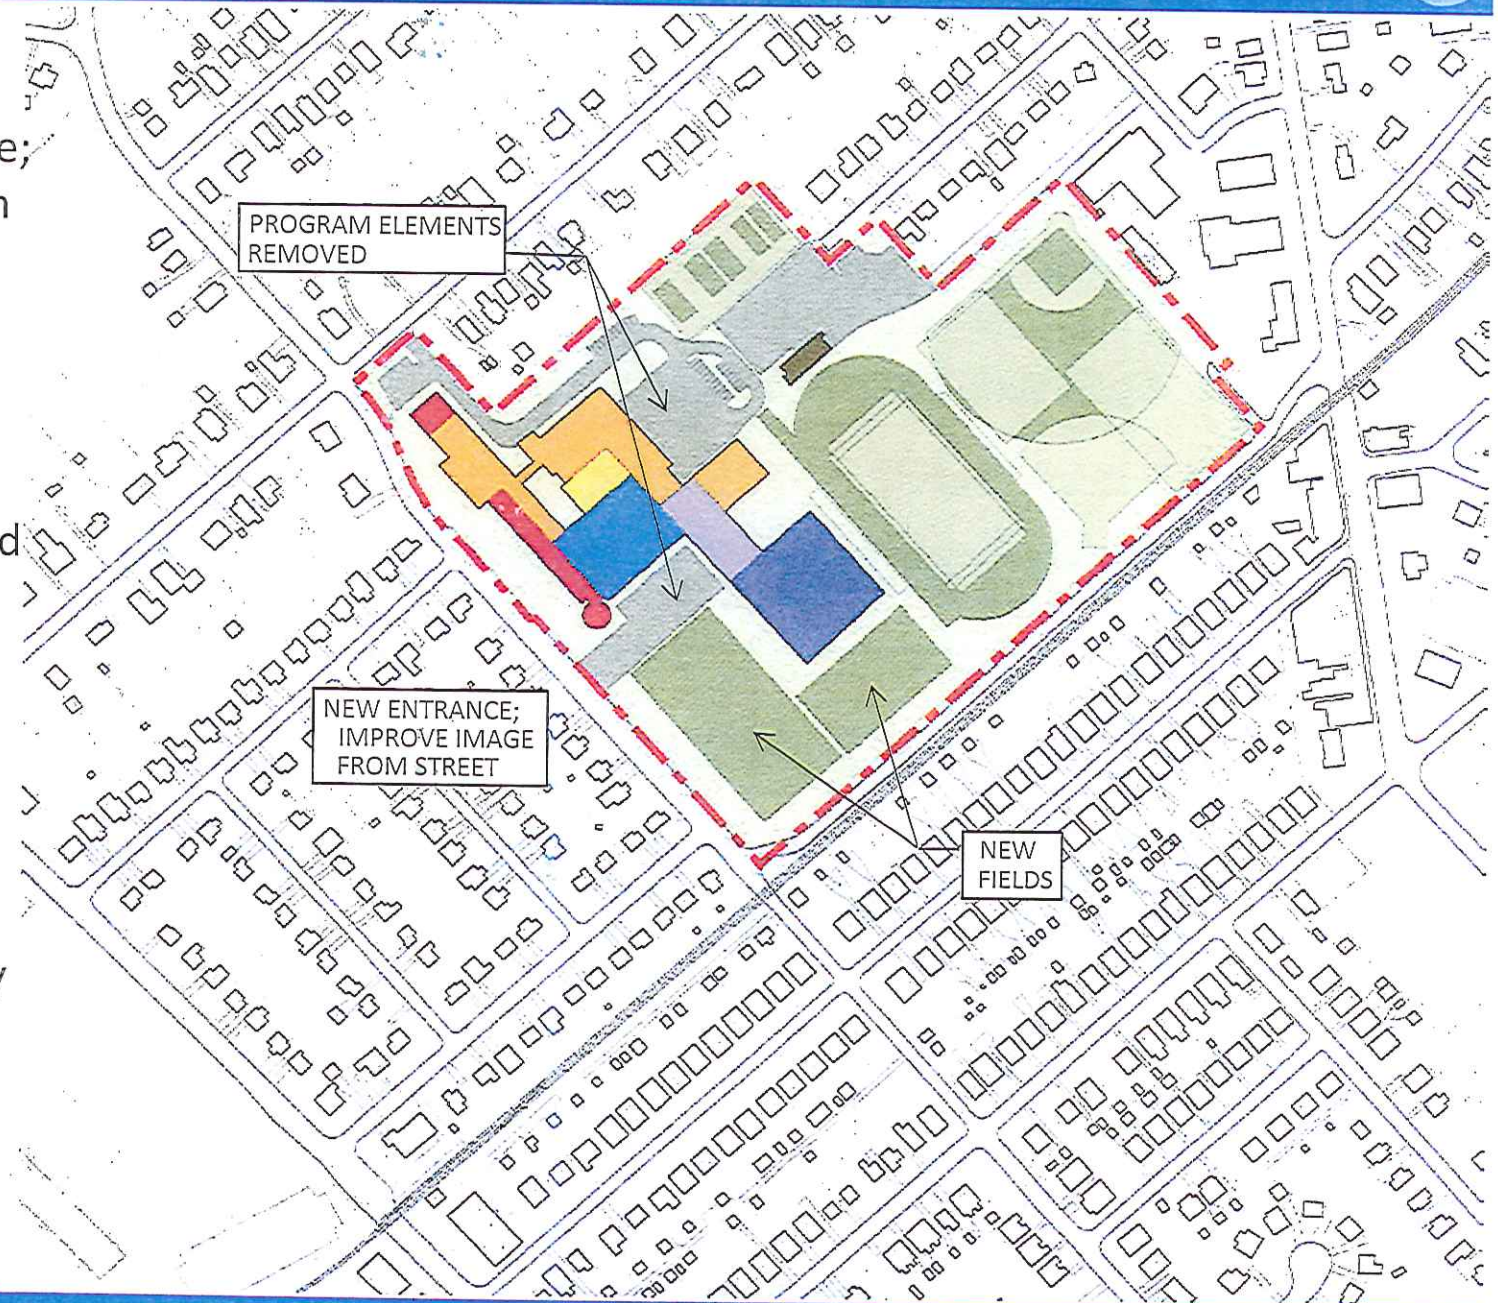 e;
n
PROGRAM ELEMENTS
REMOVED
d
NEW ENTRANCE;
IMPROVE IMAGE
FROM STREET
NEW
FIELDS
y